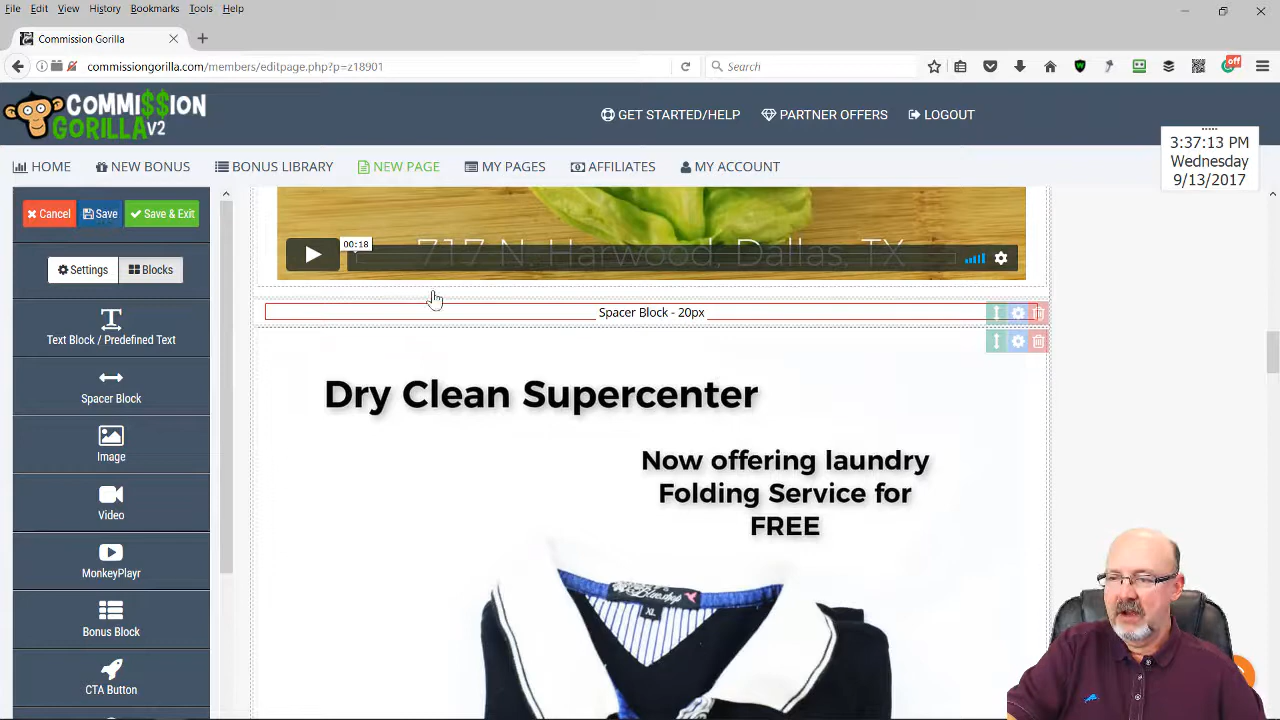 File Edit View History Bookmarks Tools Help
Commission Gorilla
commissiongorilla.com/members/editpage.php?p=z18901
Search
off
COMMI$$ION
GORILLA V2
GET STARTED/HELP PARTNER OFFERS LOGOUT
3:37:13 PM
Wednesday
9/13/2017
HOME NEW BONUS BONUS LIBRARY NEW PAGE MY PAGES AFFILIATES MY ACCOUNT
Cancel Save Save & Exit
Settings Blocks
Text Block / Predefined Text
Spacer Block
Image
Video
MonkeyPlayr
Bonus Block
CTA Button
717 N. Harwood, Dallas, TX
00:18
Spacer Block - 20px
Dry Clean Supercenter
Now offering laundry
Folding Service for
FREE
XL